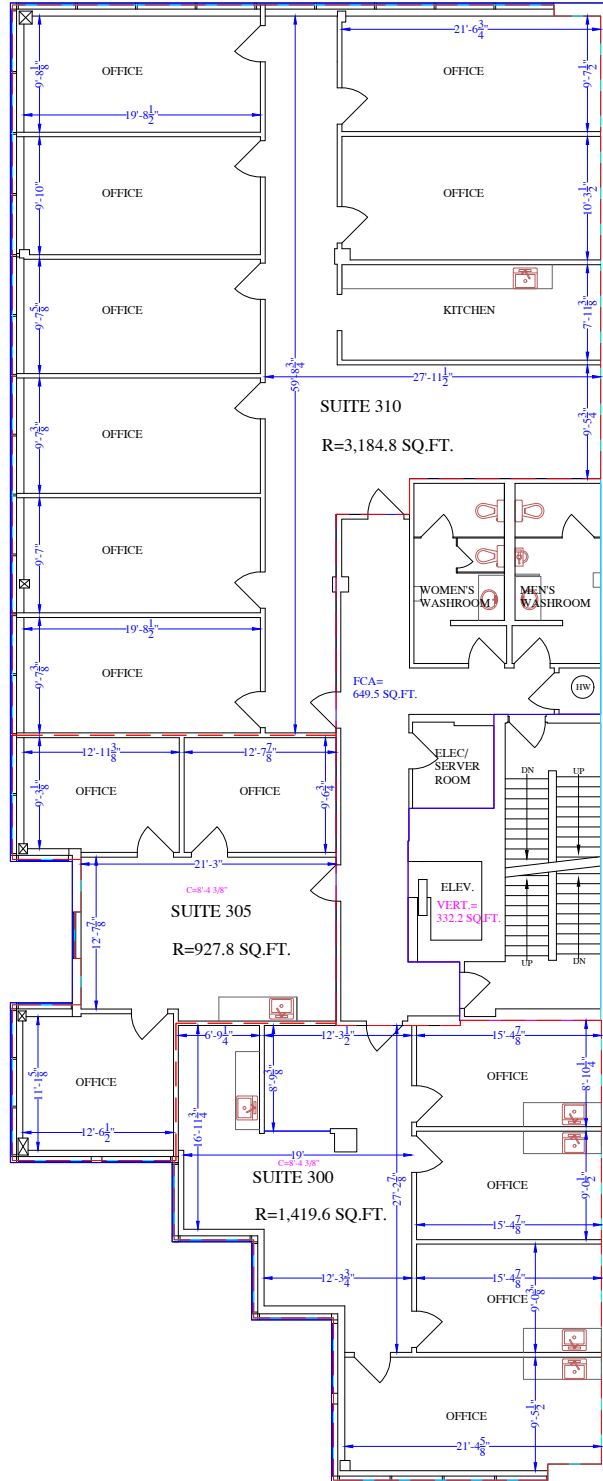 21'-6 3/4"
OFFICE
9'-8 1/8"
19'-8 1/2"
OFFICE
9'-7 1/2"
9'-10"
OFFICE
OFFICE
10'-3 1/2"
9'-7 5/8"
OFFICE
KITCHEN
7'-11 3/8"
59'-8 3/4"
27'-11 1/2"
9'-7 3/8"
OFFICE
SUITE 310
R=3,184.8 SQ.FT.
9'-5 3/4"
9'-7"
OFFICE
WOMEN'S
WASHROOM
MEN'S
WASHROOM
19'-8 1/2"
9'-7 3/8"
OFFICE
FCA=
649.5 SQ.FT.
HW
12'-11 3/8"
12'-7 7/8"
9'-3 1/8"
OFFICE
OFFICE
9'-6 3/4"
ELEC/
SERVER
ROOM
DN
UP
21'-3"
C=8'-4 3/8"
SUITE 305
R=927.8 SQ.FT.
12'-7 7/8"
ELEV.
VERT.=
332.2 SQ.FT.
UP
DN
6'-9 1/4"
12'-3 1/2"
15'-4 7/8"
11'-1 5/8"
OFFICE
12'-6 1/2"
8'-9 3/8"
16'-11 3/4"
OFFICE
8'-10 1/4"
19'
C=8'-4 3/8"
SUITE 300
R=1,419.6 SQ.FT.
27'-2 7/8"
OFFICE
9'-0 1/2"
15'-4 7/8"
12'-3 3/4"
15'-4 7/8"
OFFICE
9'-0 3/8"
OFFICE
9'-5 1/2"
21'-4 5/8"